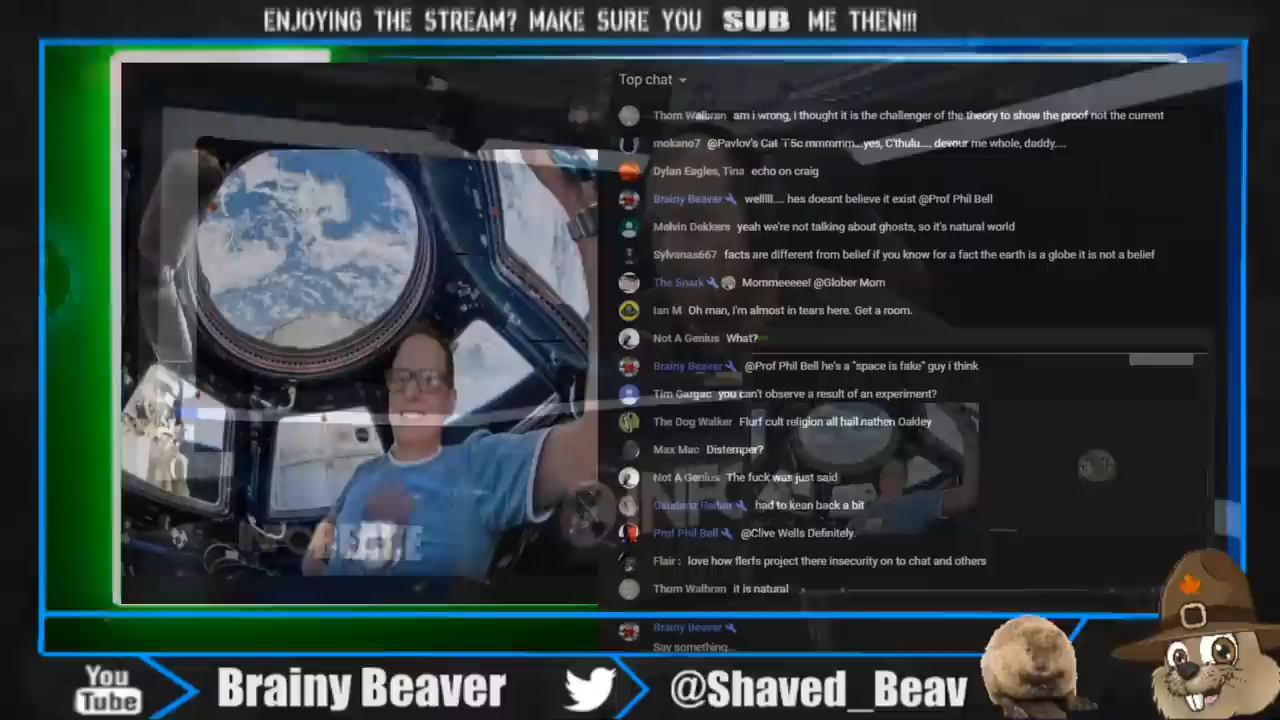 ENJOYING THE STREAM? MAKE SURE YOU SUB ME THEN!!!
Top chat
Thom Walbran am i wrong, i thought it is the challenger of the theory to show the proof not the current
mokano7 @Pavlov's Cat T5c mmmmm...yes, C'thulu.... devour me whole, daddy....
Dylan Eagles, Tina echo on craig
Brainy Beaver wellllll.... hes doesnt believe it exist @Prof Phil Bell
Melvin Dekkers yeah we're not talking about ghosts, so it's natural world
Sylvanas667 facts are different from belief if you know for a fact the earth is a globe it is not a belief
The Snark Mommeeeee! @Glober Mom
Ian M Oh man, I'm almost in tears here. Get a room.
Not A Genius What?
Brainy Beaver @Prof Phil Bell he's a "space is fake" guy i think
Tim Gargac you can't observe a result of an experiment?
The Dog Walker Flurf cult religion all hail nathen Oakley
Max Mac Distemper?
Not A Genius The fuck was just said
had to kean back a bit
Prof Phil Bell @Clive Wells Definitely.
Flair : love how flerfs project there insecurity on to chat and others
Thom Walbran it is natural
Brainy Beaver
Say something...
You Tube
Brainy Beaver
@Shaved_Beav